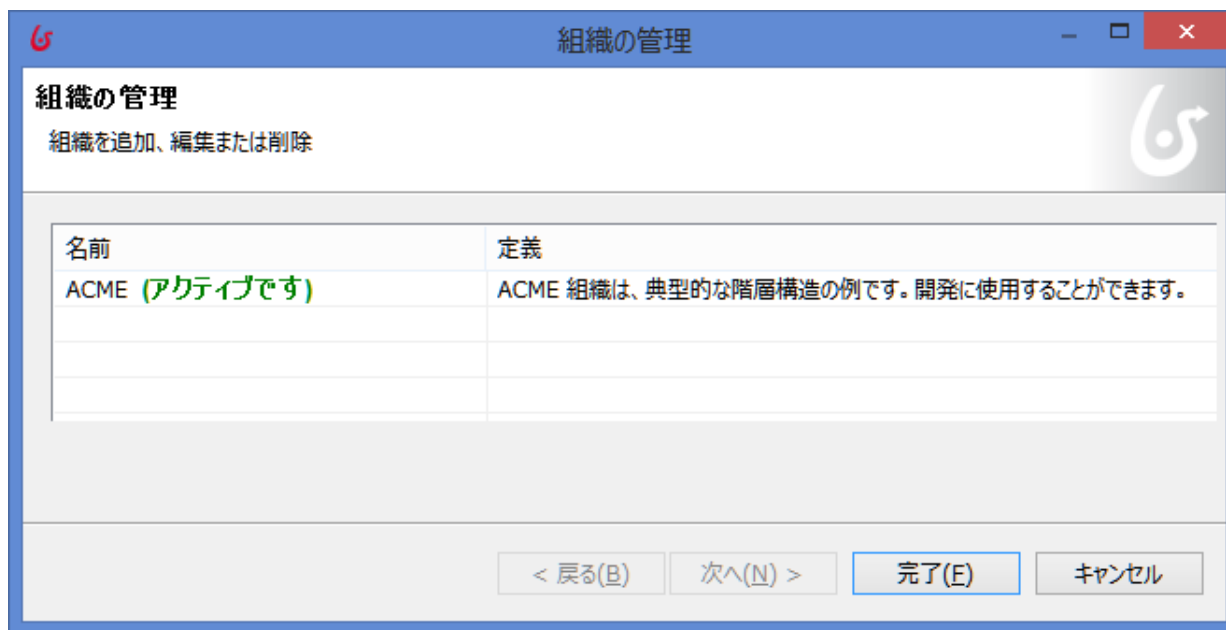 組織の管理
組織の管理
組織を追加、編集または削除
名前 定義
ACME (アクティブです) ACME 組織は、典型的な階層構造の例です。開発に使用することができます。
< 戻る(B) 次へ(N) > 完了(F) キャンセル